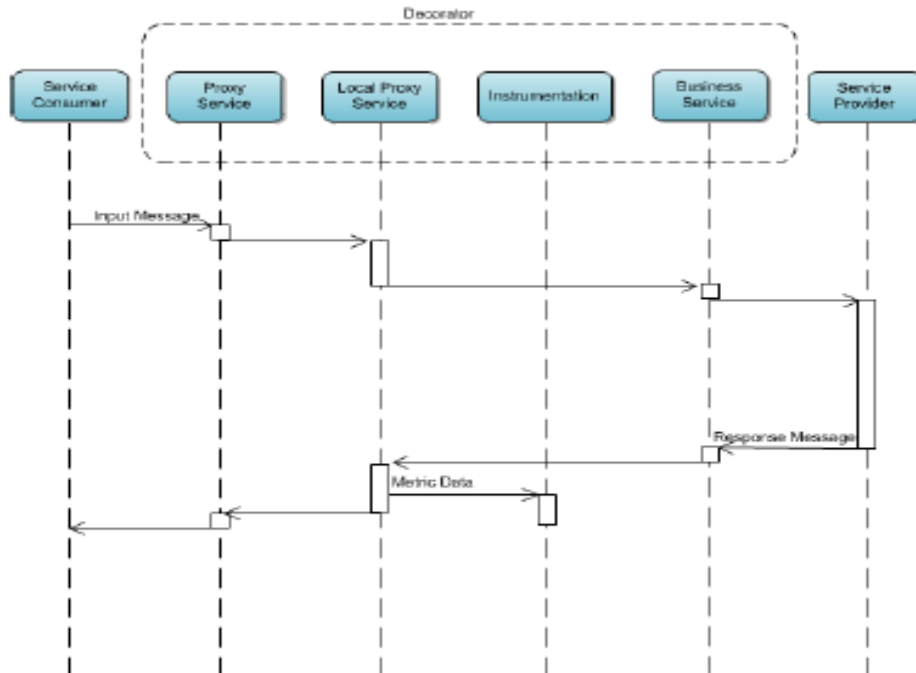 Decorator
Service
Consumer
Proxy
Service
Local Proxy
Service
Instrumentation
Business
Service
Service
Provider
Input Message
Response Message
Metric Data